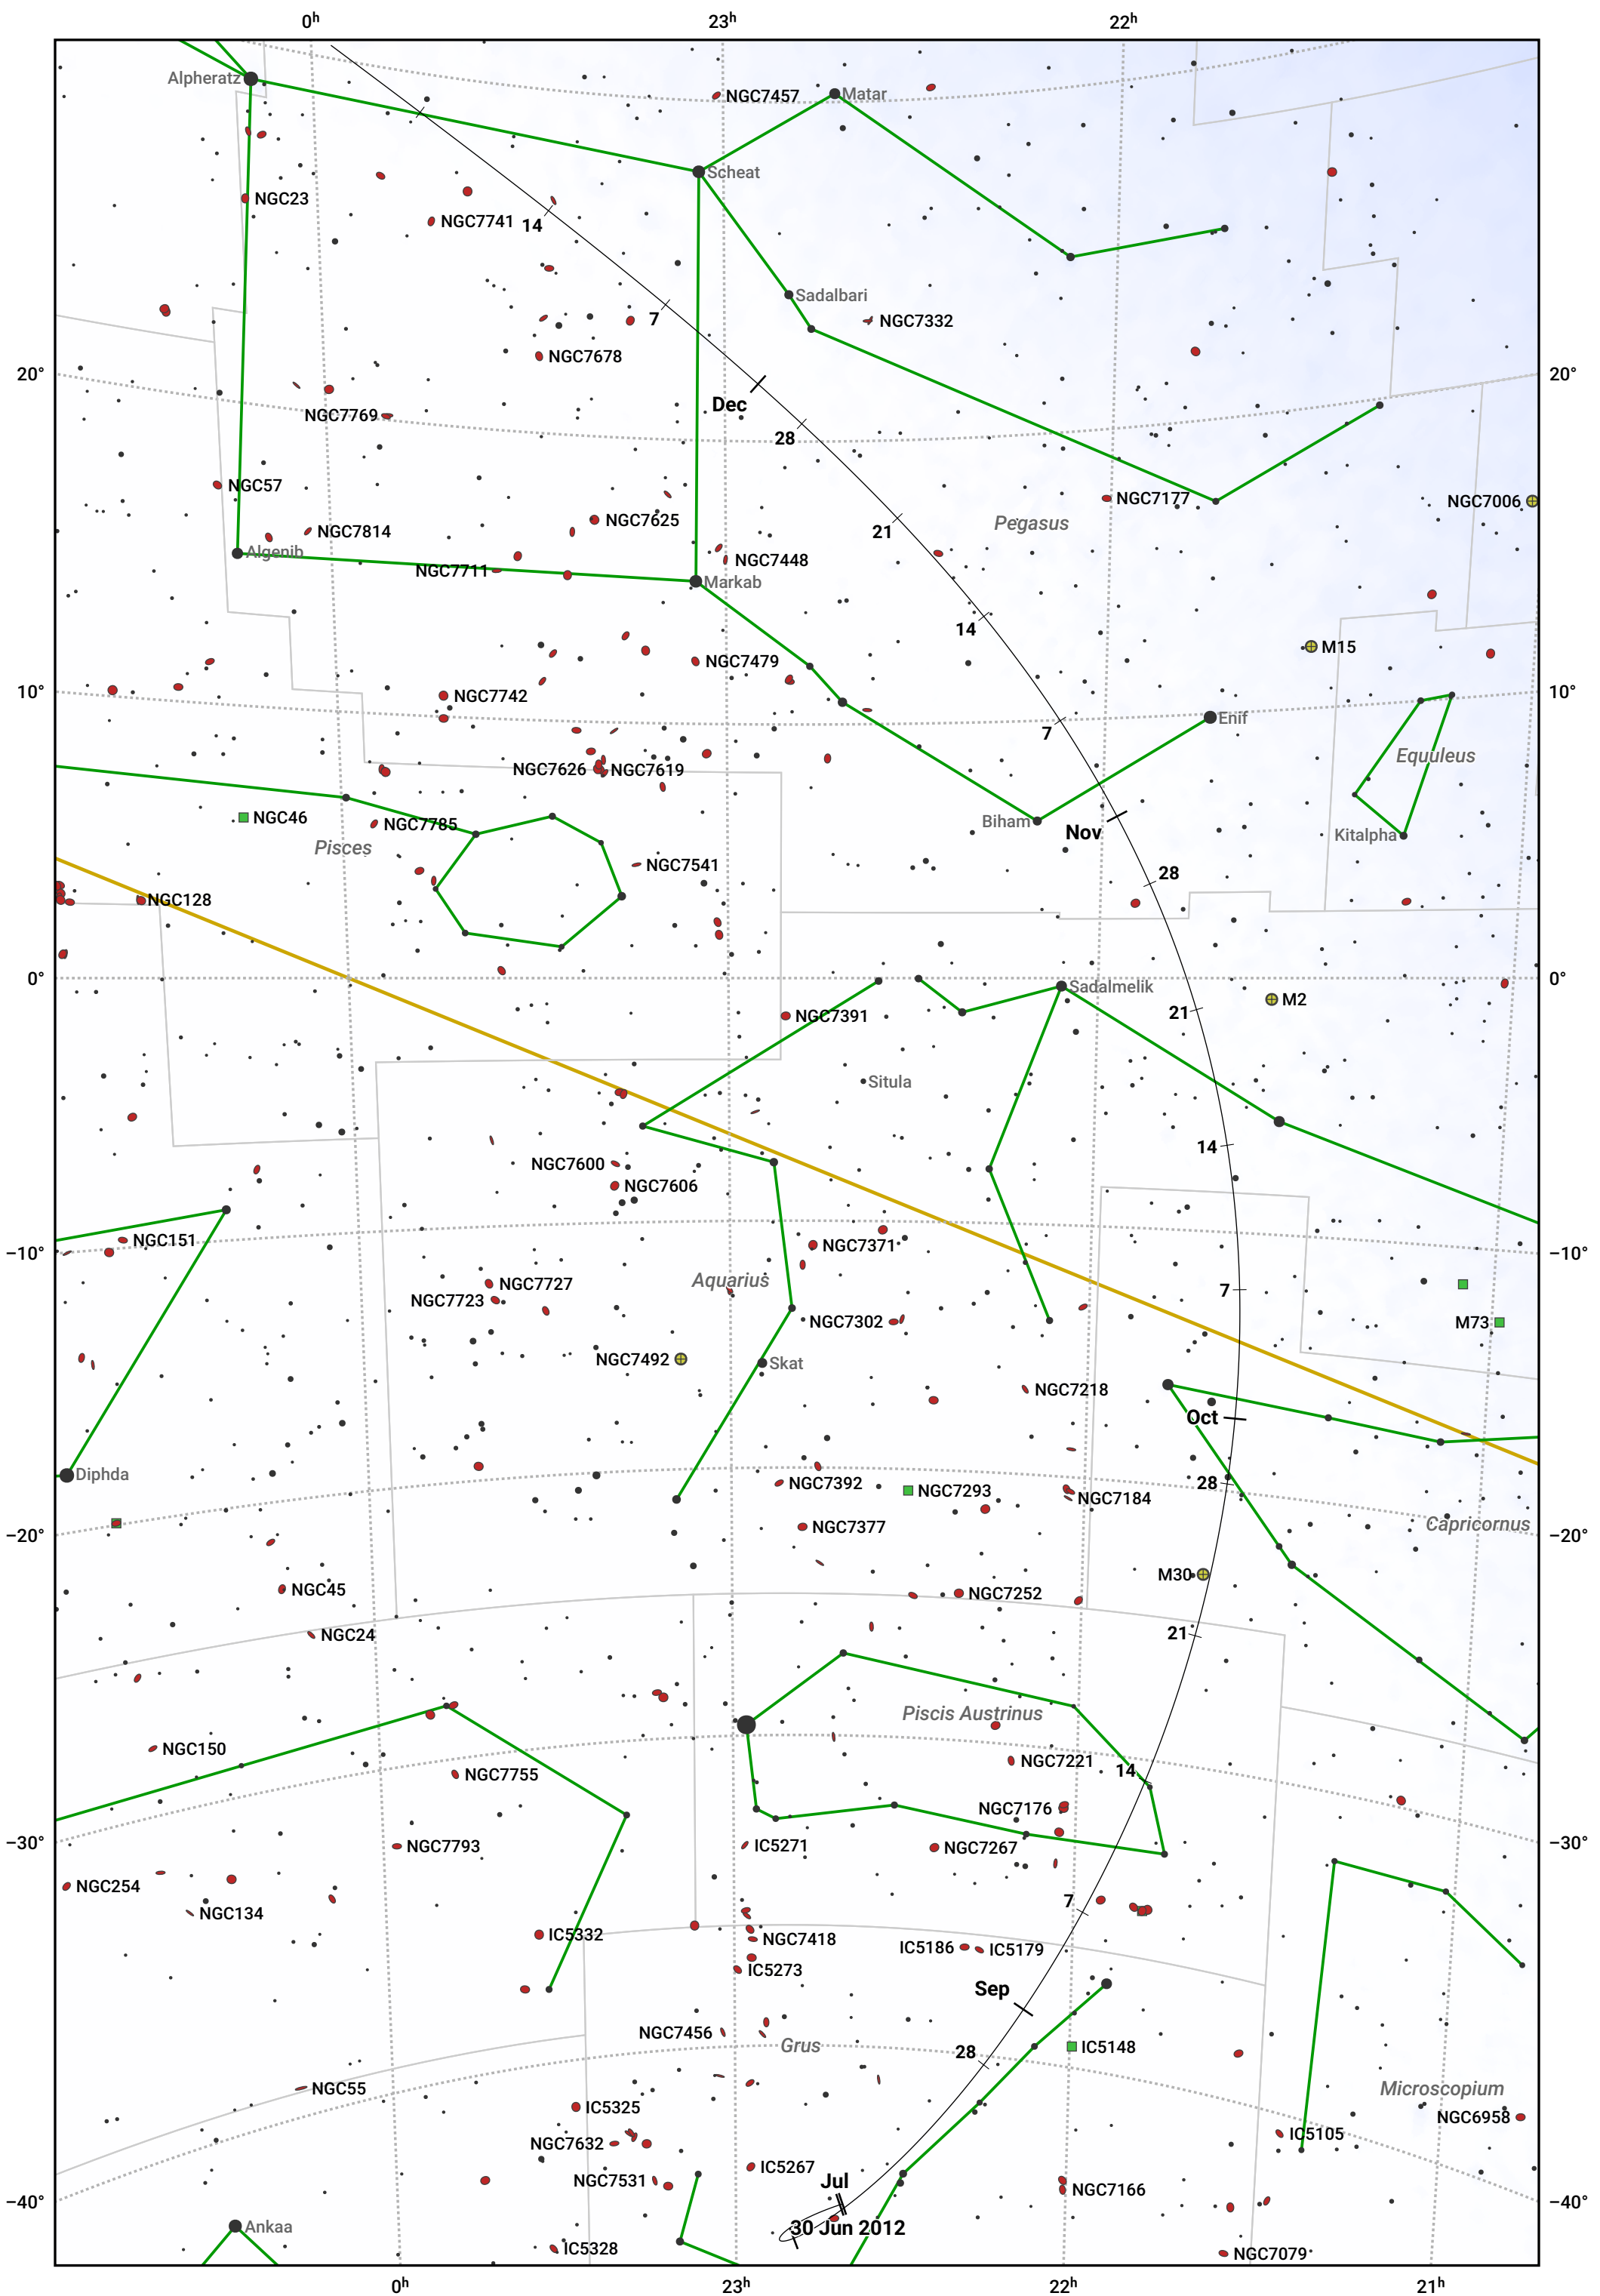 0h 23h 22h
Alpheratz
NGC7457
Matar
Scheat
NGC23
NGC7741
14
Sadalbari
7
NGC7332
NGC7678
20° 20°
Dec
NGC7769
28
NGC57
NGC7177
NGC7006
NGC7625
Pegasus
21
NGC7814
Algenib
NGC7448
NGC7711
Markab
14
M15
NGC7479
10° 10°
NGC7742
Enif
7
Equuleus
NGC7626
NGC7619
NGC46
NGC7785
Biham
Nov
Kitalpha
Pisces
NGC7541
28
NGC128
0° 0°
Sadalmelik
M2
21
NGC7391
Situla
14
NGC7600
NGC7606
NGC151
NGC7371
−10° −10°
Aquarius
NGC7727
7
NGC7723
NGC7302
M73
NGC7492
Skat
NGC7218
Oct
Diphda
NGC7392
28
NGC7293
NGC7184
NGC7377
Capricornus
−20° −20°
M30
NGC45
NGC7252
NGC24
21
Piscis Austrinus
NGC150
NGC7221
14
NGC7755
NGC7176
−30° −30°
NGC7793
IC5271
NGC7267
NGC254
7
NGC134
IC5332
NGC7418
IC5186
IC5179
IC5273
Sep
NGC7456
Grus
IC5148
28
NGC55
Microscopium
IC5325
NGC6958
NGC7632
IC5105
IC5267
NGC7531
Jul
NGC7166
−40° −40°
Ankaa
30 Jun 2012
IC5328
NGC7079
0h 23h 22h 21h